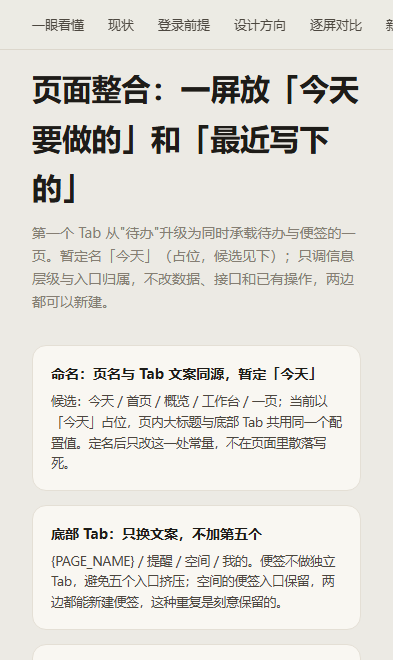 一眼看懂 现状 登录前提 设计方向 逐屏对比
页面整合：一屏放「今天
要做的」和「最近写下
的」
第一个 Tab 从"待办"升级为同时承载待办与便签的一
页。暂定名「今天」（占位，候选见下）；只调信息
层级与入口归属，不改数据、接口和已有操作，两边
都可以新建。
命名：页名与 Tab 文案同源，暂定「今天」
候选：今天 / 首页 / 概览 / 工作台 / 一页；当前以
「今天」占位，页内大标题与底部 Tab 共用同一个配
置值。定名后只改这一处常量，不在页面里散落写
死。
底部 Tab：只换文案，不加第五个
{PAGE_NAME} / 提醒 / 空间 / 我的。便签不做独立
Tab，避免五个入口挤压；空间的便签入口保留，两
边都能新建便签，这种重复是刻意保留的。